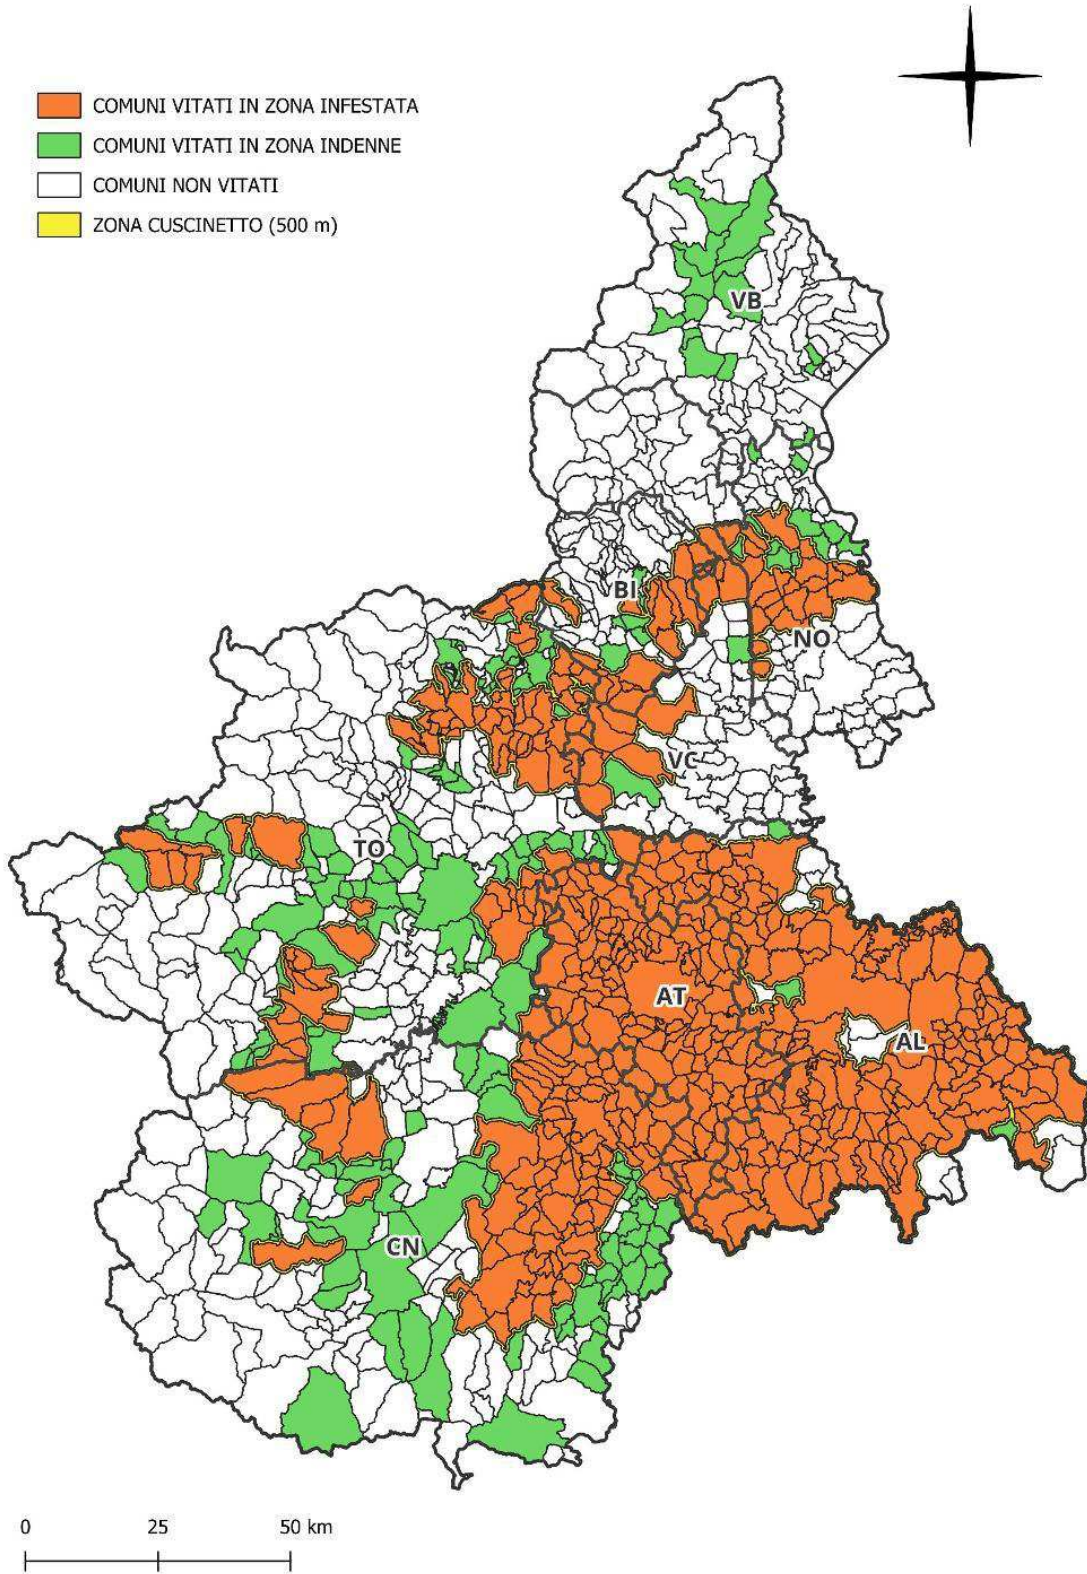 COMUNI VITATI IN ZONA INFESTATA
COMUNI VITATI IN ZONA INDENNE
COMUNI NON VITATI
ZONA CUSCINETTO (500 m)
VB
BI
NO
VC
TO
AT
AL
CN
0 25 50 km